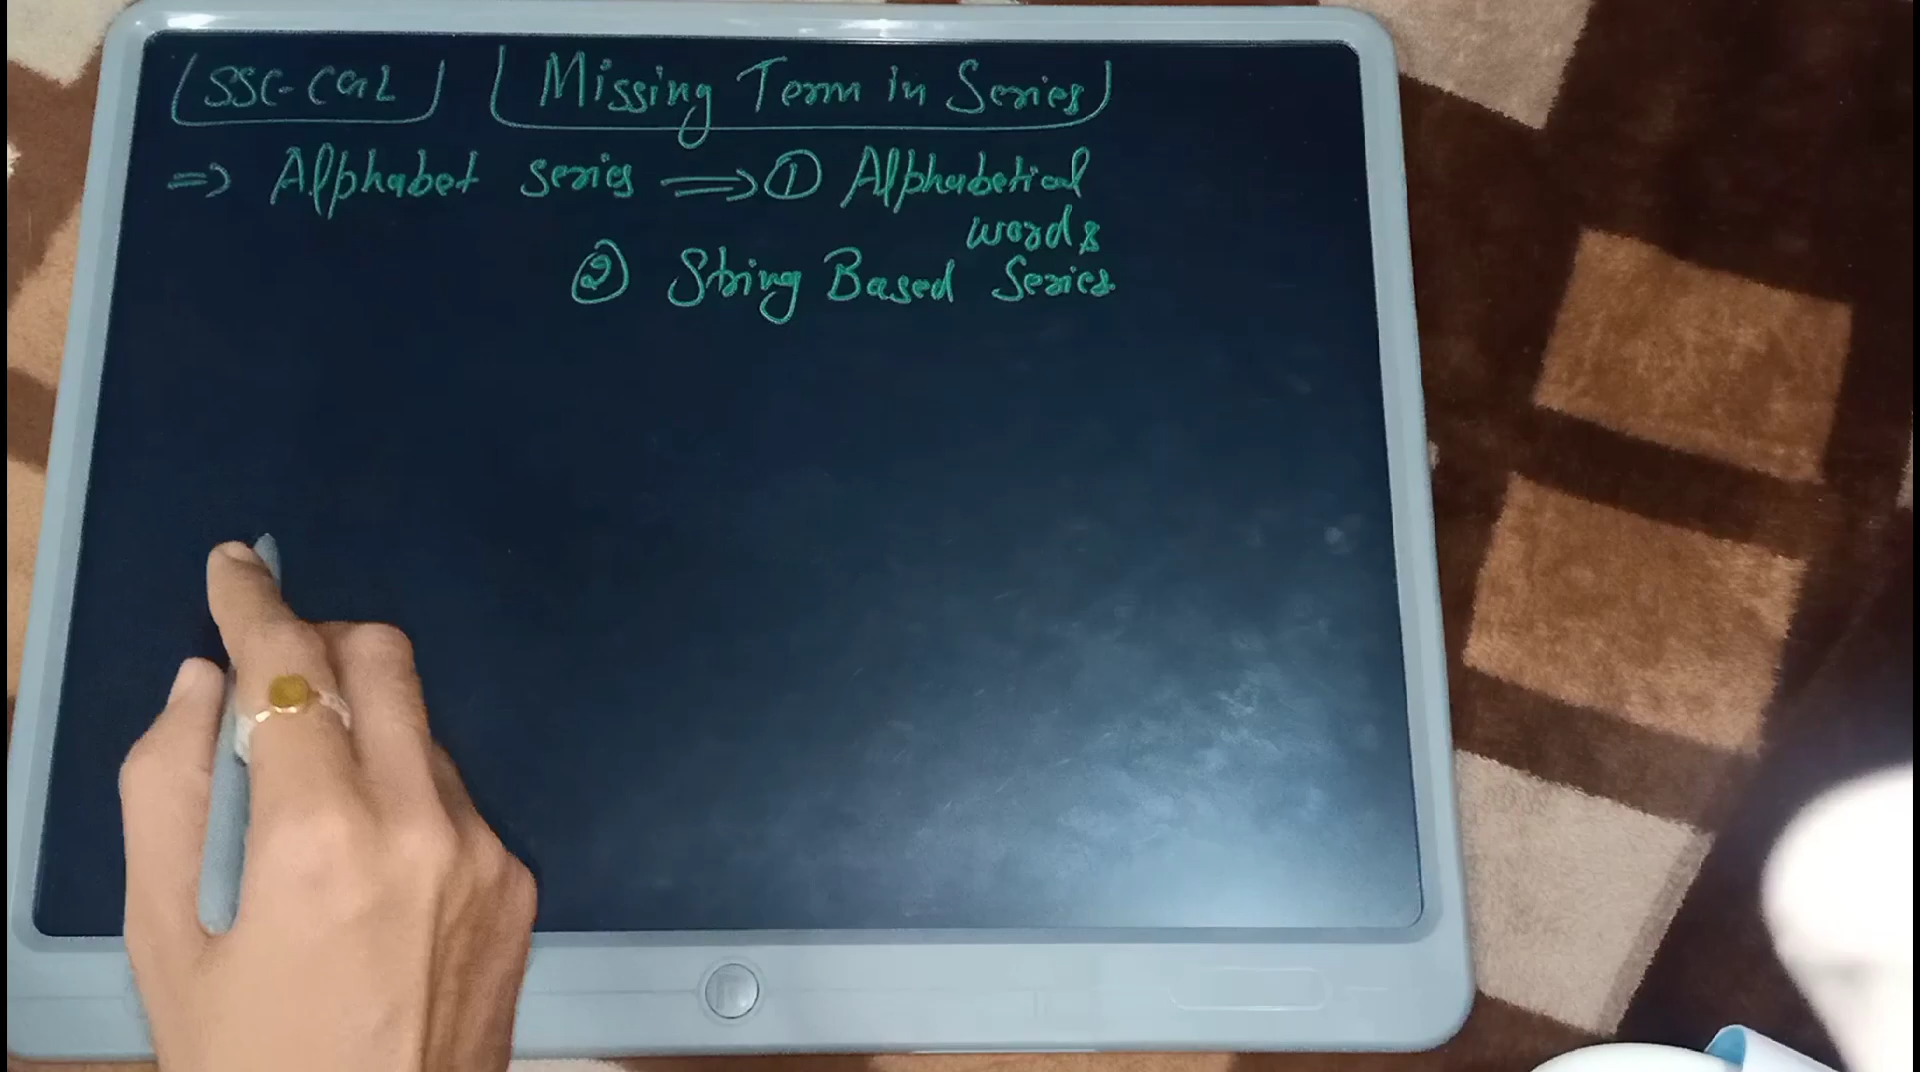 SSC-CGL Missing Term in Series
=> Alphabet series => ① Alphabetical
words
② String Based Series.